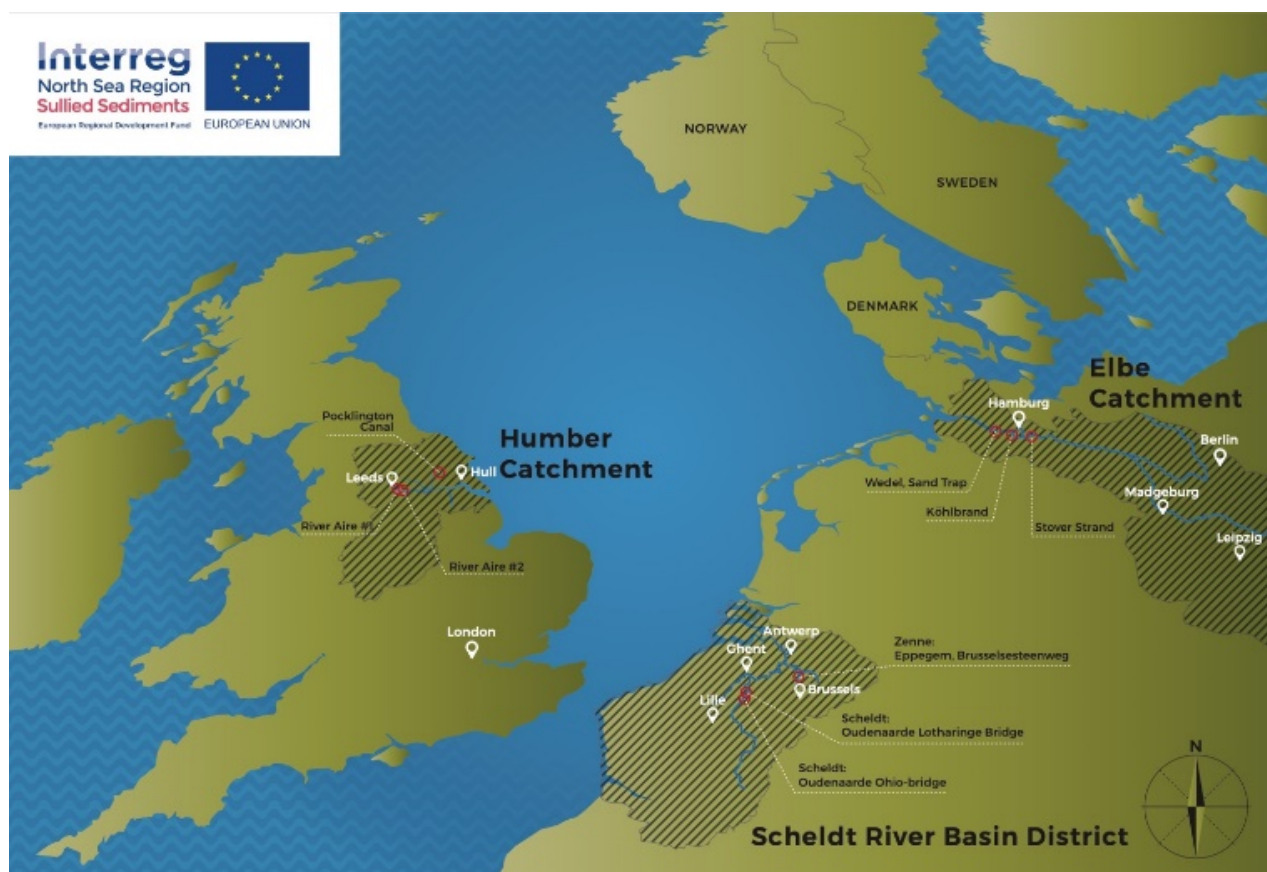 Interreg
North Sea Region
Sullied Sediments
European Regional Development Fund
EUROPEAN UNION
NORWAY
SWEDEN
DENMARK
Elbe
Catchment
Hamburg
Berlin
Wedel, Sand Trap
Madgeburg
Köhlbrand
Stover Strand
Leipzig
Pocklington
Canal
Humber
Catchment
Leeds
Hull
River Aire #1
River Aire #2
London
Antwerp
Ghent
Zenne:
Eppegem, Brusselsesteenweg
Brussels
Lille
Scheldt:
Oudenaarde Lotharinge Bridge
Scheldt:
Oudenaarde Ohio-bridge
N
Scheldt River Basin District